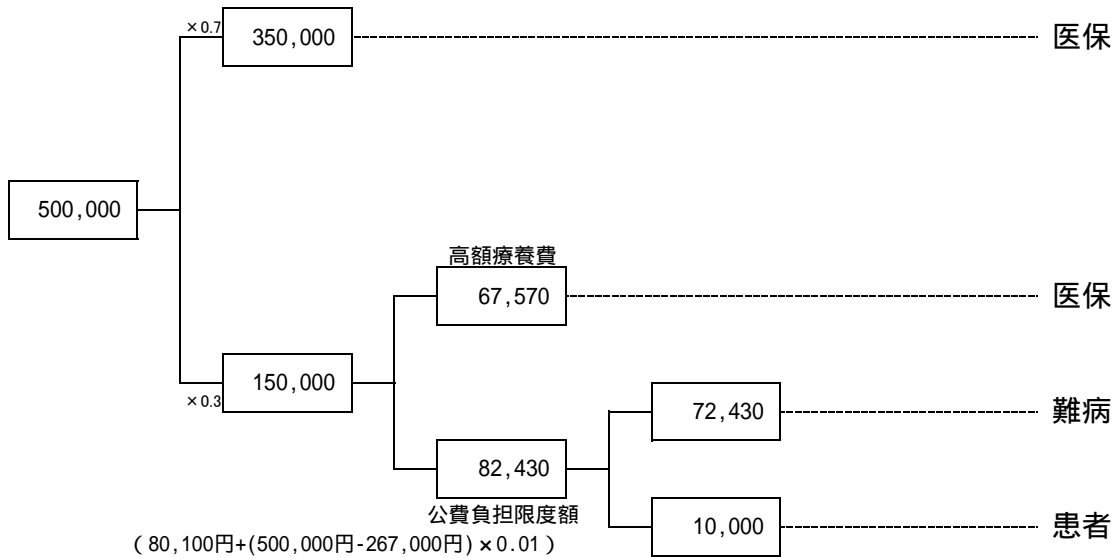 ×0.7
350,000
医保
500,000
高額療養費
67,570
医保
×0.3
150,000
72,430
難病
82,430
公費負担限度額
10,000
患者
(80,100円+(500,000円-267,000円)×0.01)